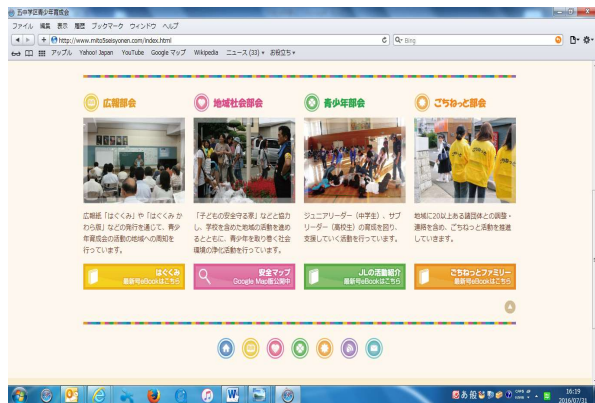 五中学区青少年育成会
ファイル 編集 表示 履歴 ブックマーク ウィンドウ ヘルプ
http://www.mito5seisyonen.com/index.html
Q- Bing
アップル Yahoo! Japan YouTube Google マップ Wikipedia ニュース (33) お役立ち
広報部会
地域社会部会
青少年部会
ごちねっと部会
広報紙「はぐくみ」や「はぐくみ か
わら版」などの発行を通じて、青少
年育成会の活動の地域への周知を
行っています。
「子どもの安全守る家」などと協力
し、学校を含めた地域の活動を進め
るとともに、青少年を取り巻く社会
環境の浄化活動を行っています。
ジュニアリーダー（中学生）、サブ
リーダー（高校生）の育成を図り、
支援していく活動を行っています。
地域に20以上ある諸団体との調整・
連絡を含め、ごちねっと活動を推進
していきます。
はぐくみ
最新号eBookはこちら
安全マップ
Google Map版公開中
JLの活動紹介
最新号eBookはこちら
ごちねっとファミリー
最新号eBookはこちら
あ 般
16:19
2016/07/31